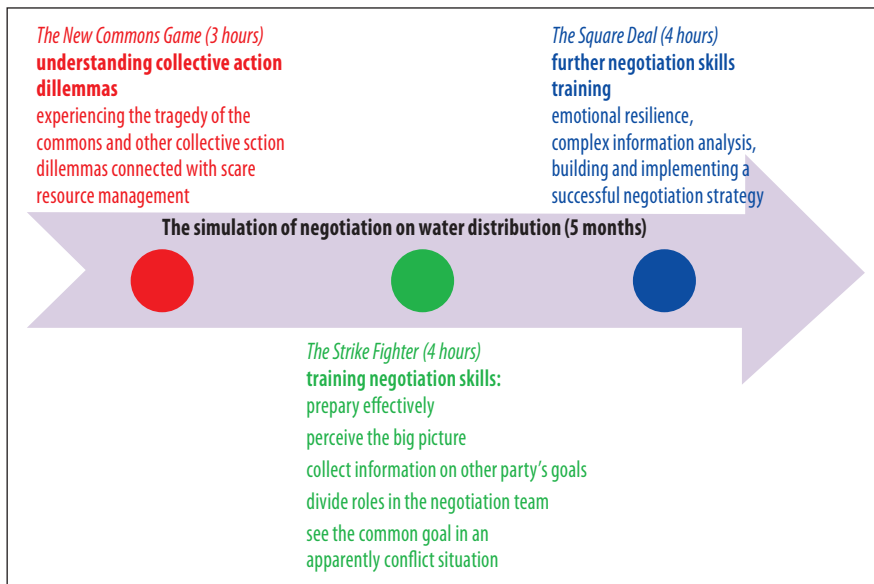 The New Commons Game (3 hours)
understanding collective action
dillemmas
experiencing the tragedy of the
commons and other collective sction
dillemmas connected with scare
resource management
The Square Deal (4 hours)
further negotiation skills
training
emotional resilience,
complex information analysis,
building and implementing a
successful negotiation strategy
The simulation of negotiation on water distribution (5 months)
The Strike Fighter (4 hours)
training negotiation skills:
prepary effectively
perceive the big picture
collect information on other party's goals
divide roles in the negotiation team
see the common goal in an
apparently conflict situation